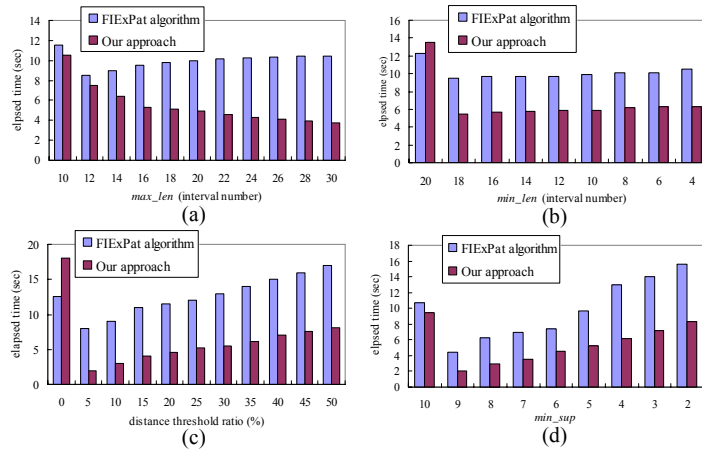 14
12
10
8
6
4
2
0
elpsed time (sec)
FIExPat algorithm
Our approach
10 12 14 16 18 20 22 24 26 28 30
max_len (interval number)
(a)
16
14
12
10
8
6
4
2
0
elpsed time (sec)
FIExPat algorithm
Our approach
20 18 16 14 12 10 8 6 4
min_len (interval number)
(b)
20
15
10
5
0
elapsed time (sec)
FIExPat algorithm
Our approach
0 5 10 15 20 25 30 35 40 45 50
distance threshold ratio (%)
(c)
18
16
14
12
10
8
6
4
2
0
elpsed time (sec)
FIExPat algorithm
Our approach
10 9 8 7 6 5 4 3 2
min_sup
(d)